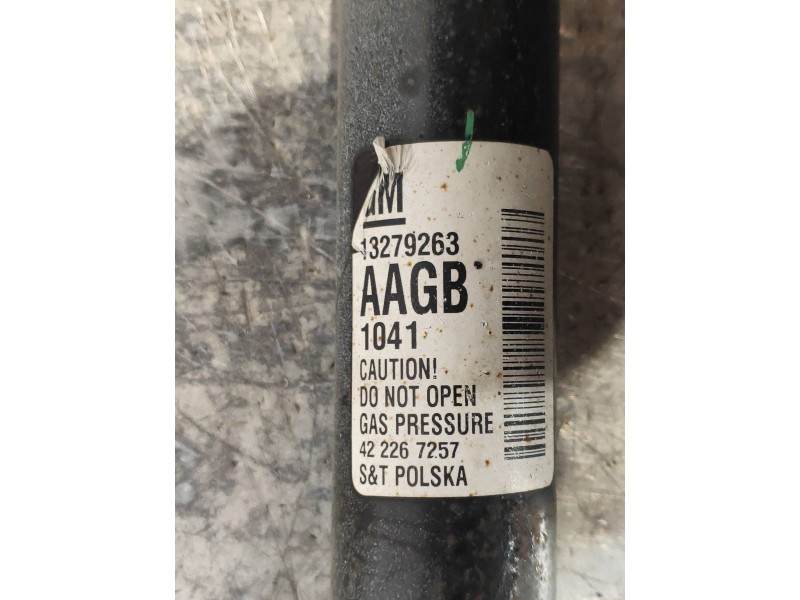 GM
13279263
AAGB
1041
CAUTION!
DO NOT OPEN
GAS PRESSURE
42 226 7257
S&T POLSKA